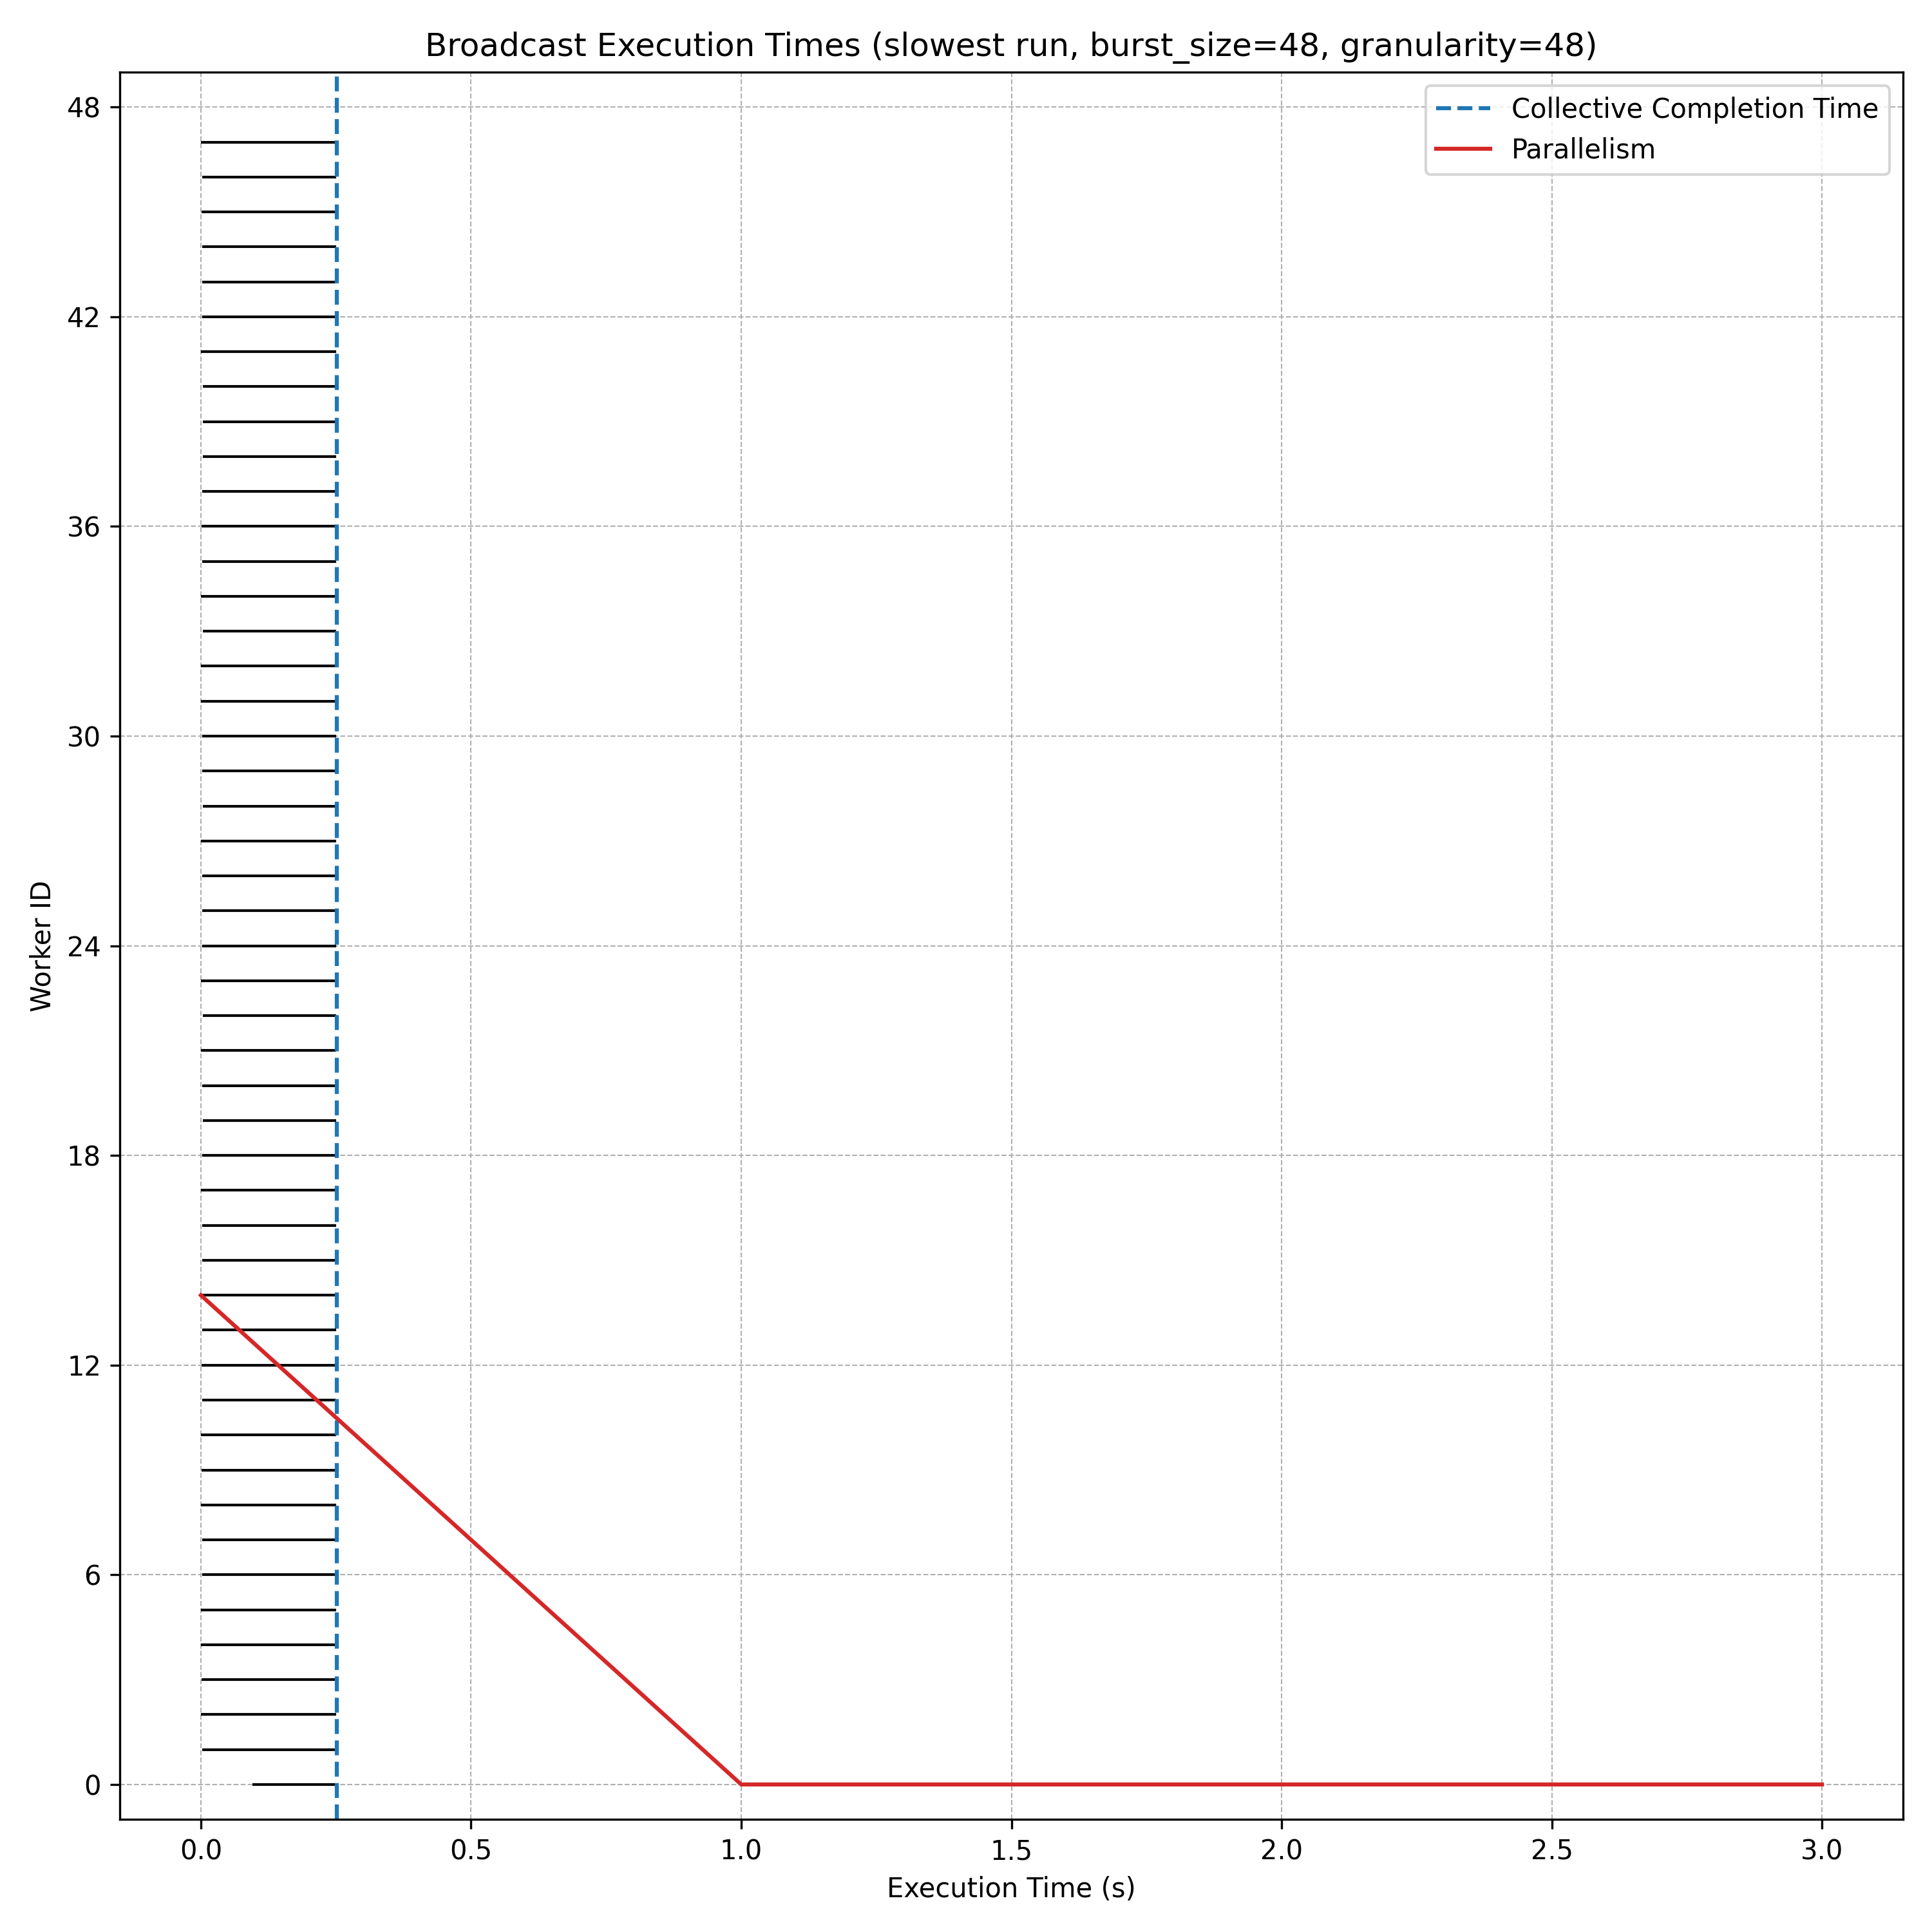 Broadcast Execution Times (slowest run, burst_size=48, granularity=48)
Collective Completion Time
Parallelism
48
42
36
30
24
18
12
6
0
Worker ID
0.0 0.5 1.0 1.5 2.0 2.5 3.0
Execution Time (s)